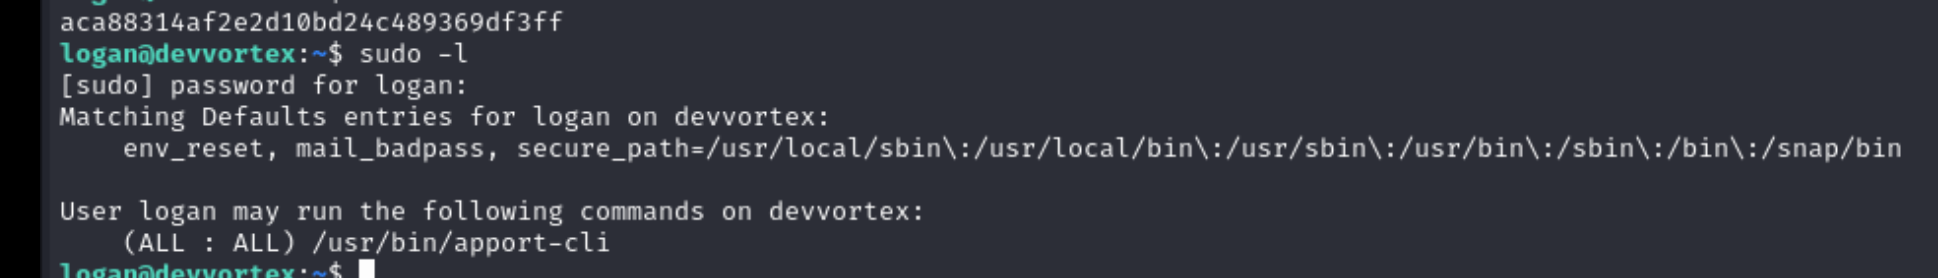 aca88314af2e2d10bd24c489369df3ff
logan@devvortex:~$ sudo -l
[sudo] password for logan:
Matching Defaults entries for logan on devvortex:
    env_reset, mail_badpass, secure_path=/usr/local/sbin\:/usr/local/bin\:/usr/sbin\:/usr/bin\:/sbin\:/bin\:/snap/bin

User logan may run the following commands on devvortex:
    (ALL : ALL) /usr/bin/apport-cli
logan@devvortex:~$